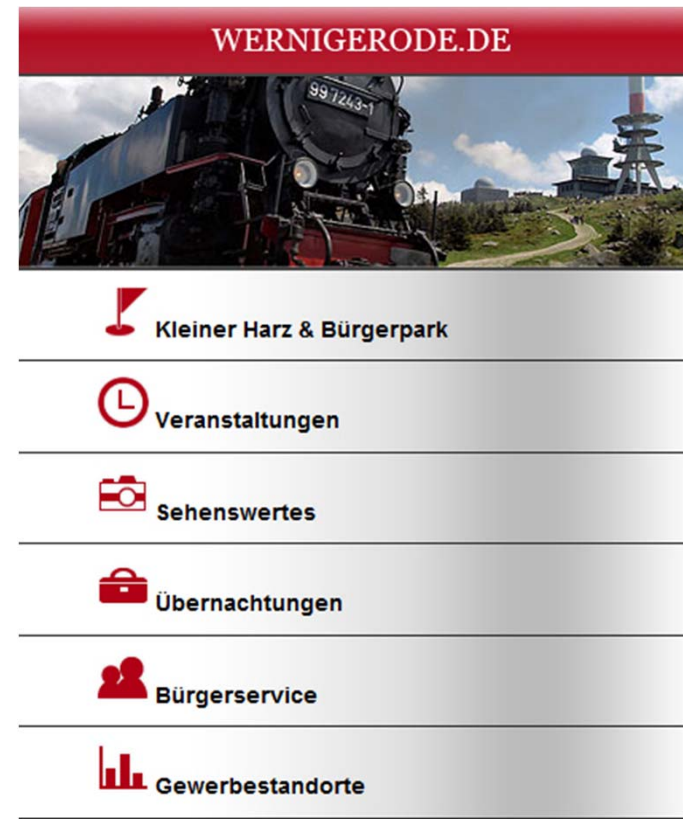 WERNIGERODE.DE
99 7243-1
Kleiner Harz & Bürgerpark
Veranstaltungen
Sehenswertes
Übernachtungen
Bürgerservice
Gewerbestandorte